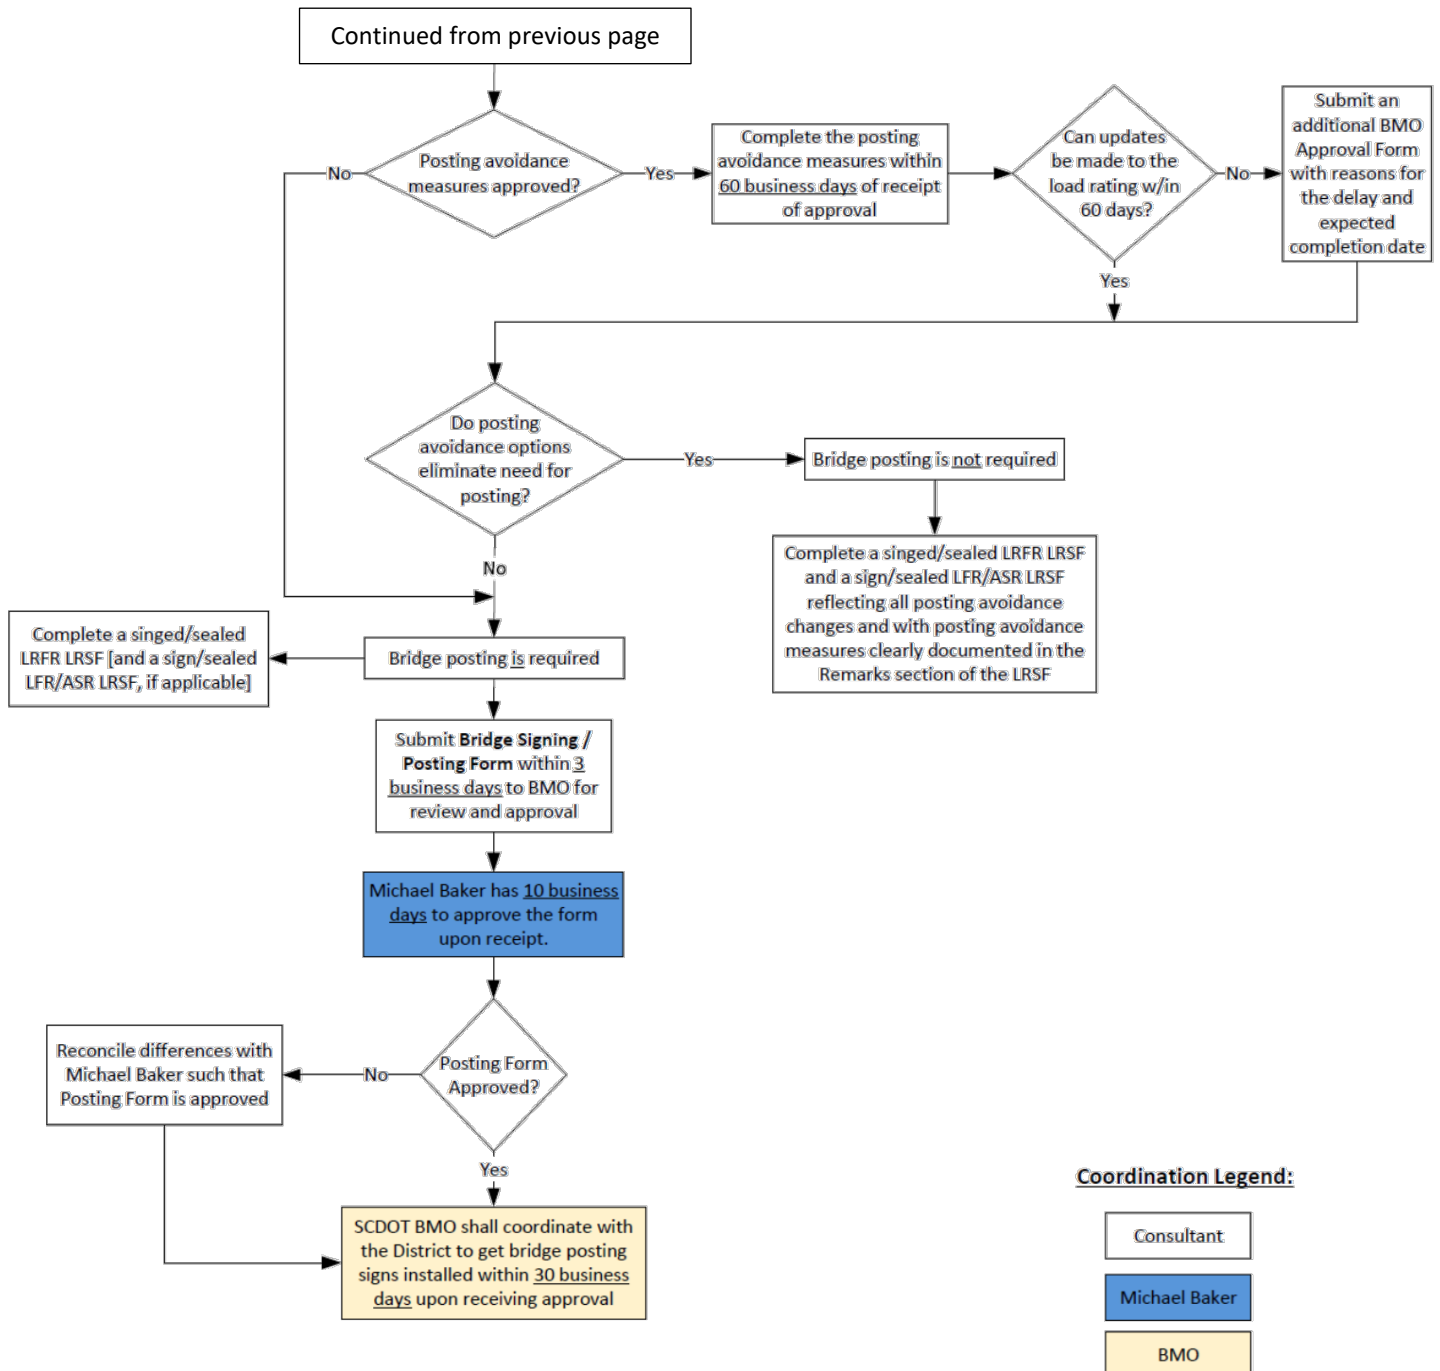 Continued from previous page
Posting avoidance
measures approved?
No
Yes
Complete the posting
avoidance measures within
60 business days of receipt
of approval
Can updates
be made to the
load rating w/in
60 days?
No
Submit an
additional BMO
Approval Form
with reasons for
the delay and
expected
completion date
Yes
Do posting
avoidance options
eliminate need for
posting?
Yes
Bridge posting is not required
Complete a singed/sealed LRFR LRSF
and a sign/sealed LFR/ASR LRSF
reflecting all posting avoidance
changes and with posting avoidance
measures clearly documented in the
Remarks section of the LRSF
No
Bridge posting is required
Complete a singed/sealed
LRFR LRSF [and a sign/sealed
LFR/ASR LRSF, if applicable]
Submit Bridge Signing /
Posting Form within 3
business days to BMO for
review and approval
Michael Baker has 10 business
days to approve the form
upon receipt.
Posting Form
Approved?
No
Reconcile differences with
Michael Baker such that
Posting Form is approved
Yes
SCDOT BMO shall coordinate with
the District to get bridge posting
signs installed within 30 business
days upon receiving approval
Coordination Legend:
Consultant
Michael Baker
BMO